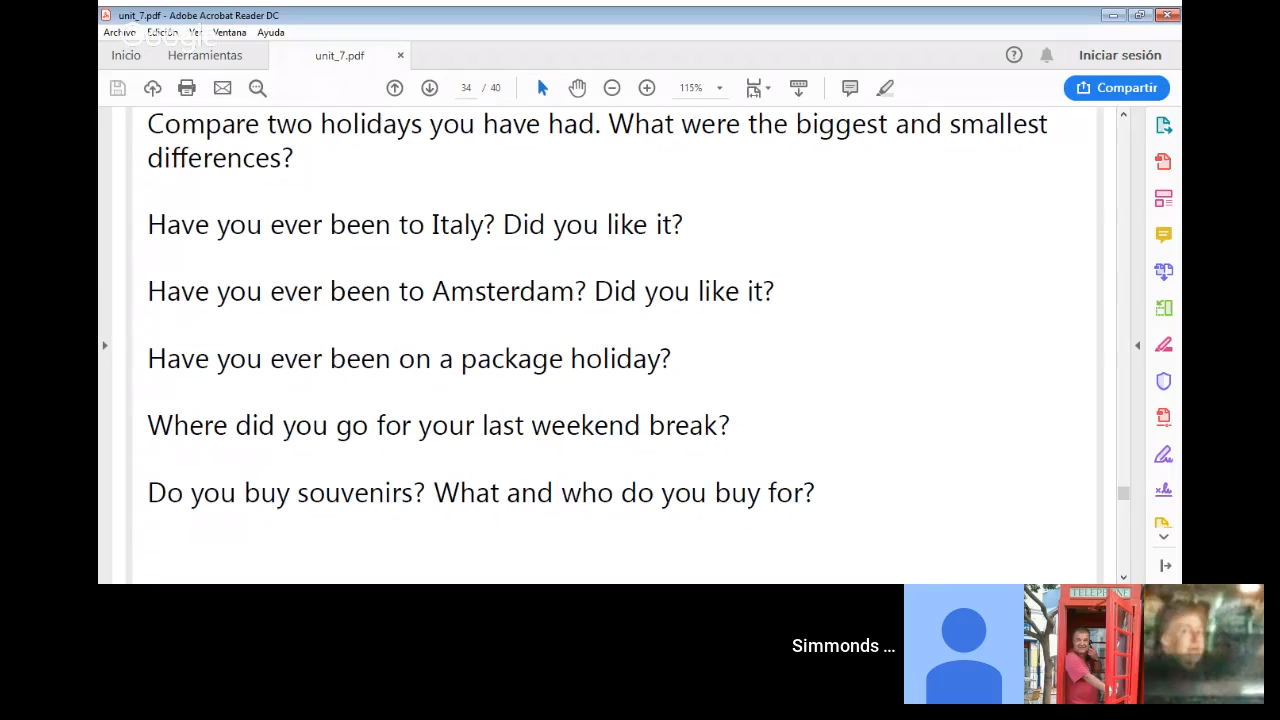 unit_7.pdf - Adobe Acrobat Reader DC
Archivo Edición Ver Ventana Ayuda
Google
Inicio Herramientas unit_7.pdf × Iniciar sesión
34 / 40 115% Compartir
Compare two holidays you have had. What were the biggest and smallest
differences?
Have you ever been to Italy? Did you like it?
Have you ever been to Amsterdam? Did you like it?
Have you ever been on a package holiday?
Where did you go for your last weekend break?
Do you buy souvenirs? What and who do you buy for?
TELEPHONE
Simmonds ...